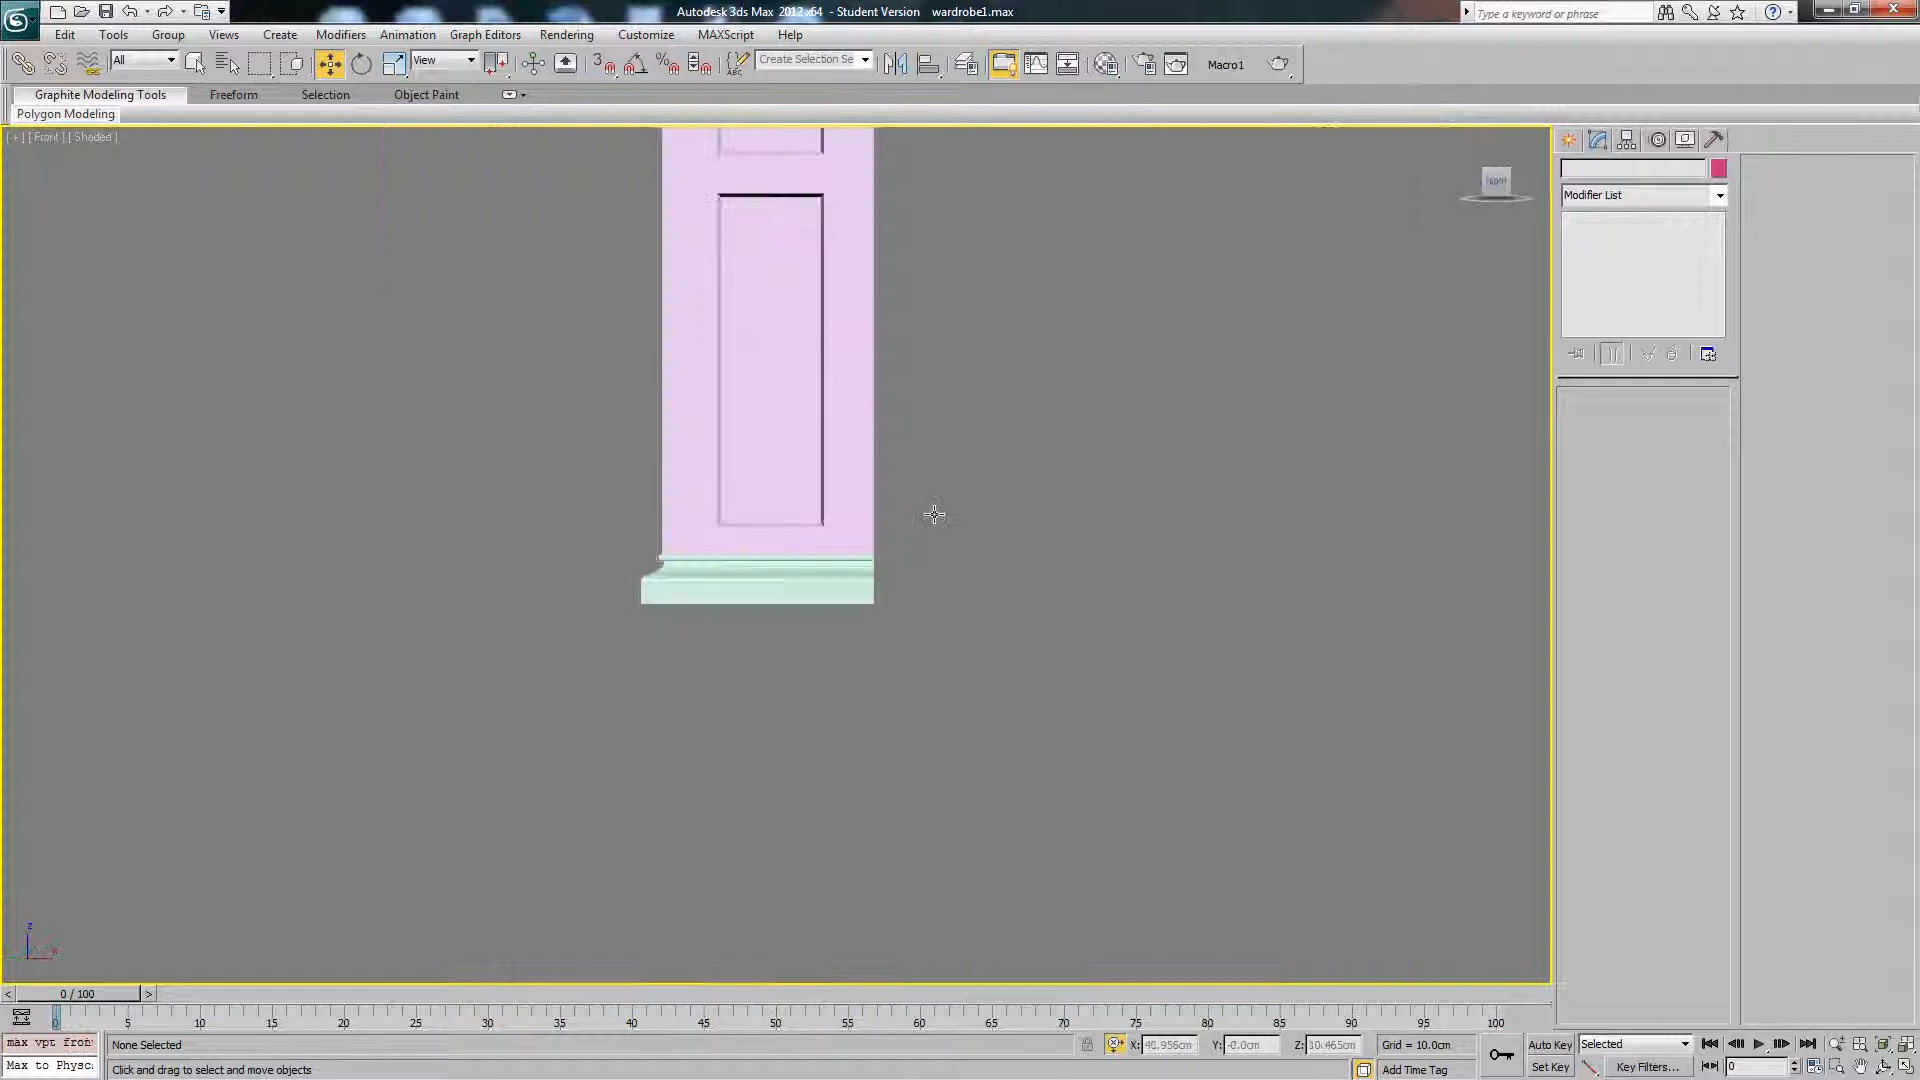 Autodesk 3ds Max 2012 x64 - Student Version wardrobe1.max
Type a keyword or phrase
Edit Tools Group Views Create Modifiers Animation Graph Editors Rendering Customize MAXScript Help
All View Create Selection Se Macro1
Graphite Modeling Tools Freeform Selection Object Paint
Polygon Modeling
[ + ] [ Front ] [ Shaded ]
FRONT
Modifier List
z
x
0 / 100
0 5 10 15 20 25 30 35 40 45 50 55 60 65 70 75 80 85 90 95 100
max vpt fron
None Selected
X: Y: Z: Grid = 10.0cm
Auto Key Selected
Max to Physc
Click and drag to select and move objects
Add Time Tag
Set Key Key Filters... 0